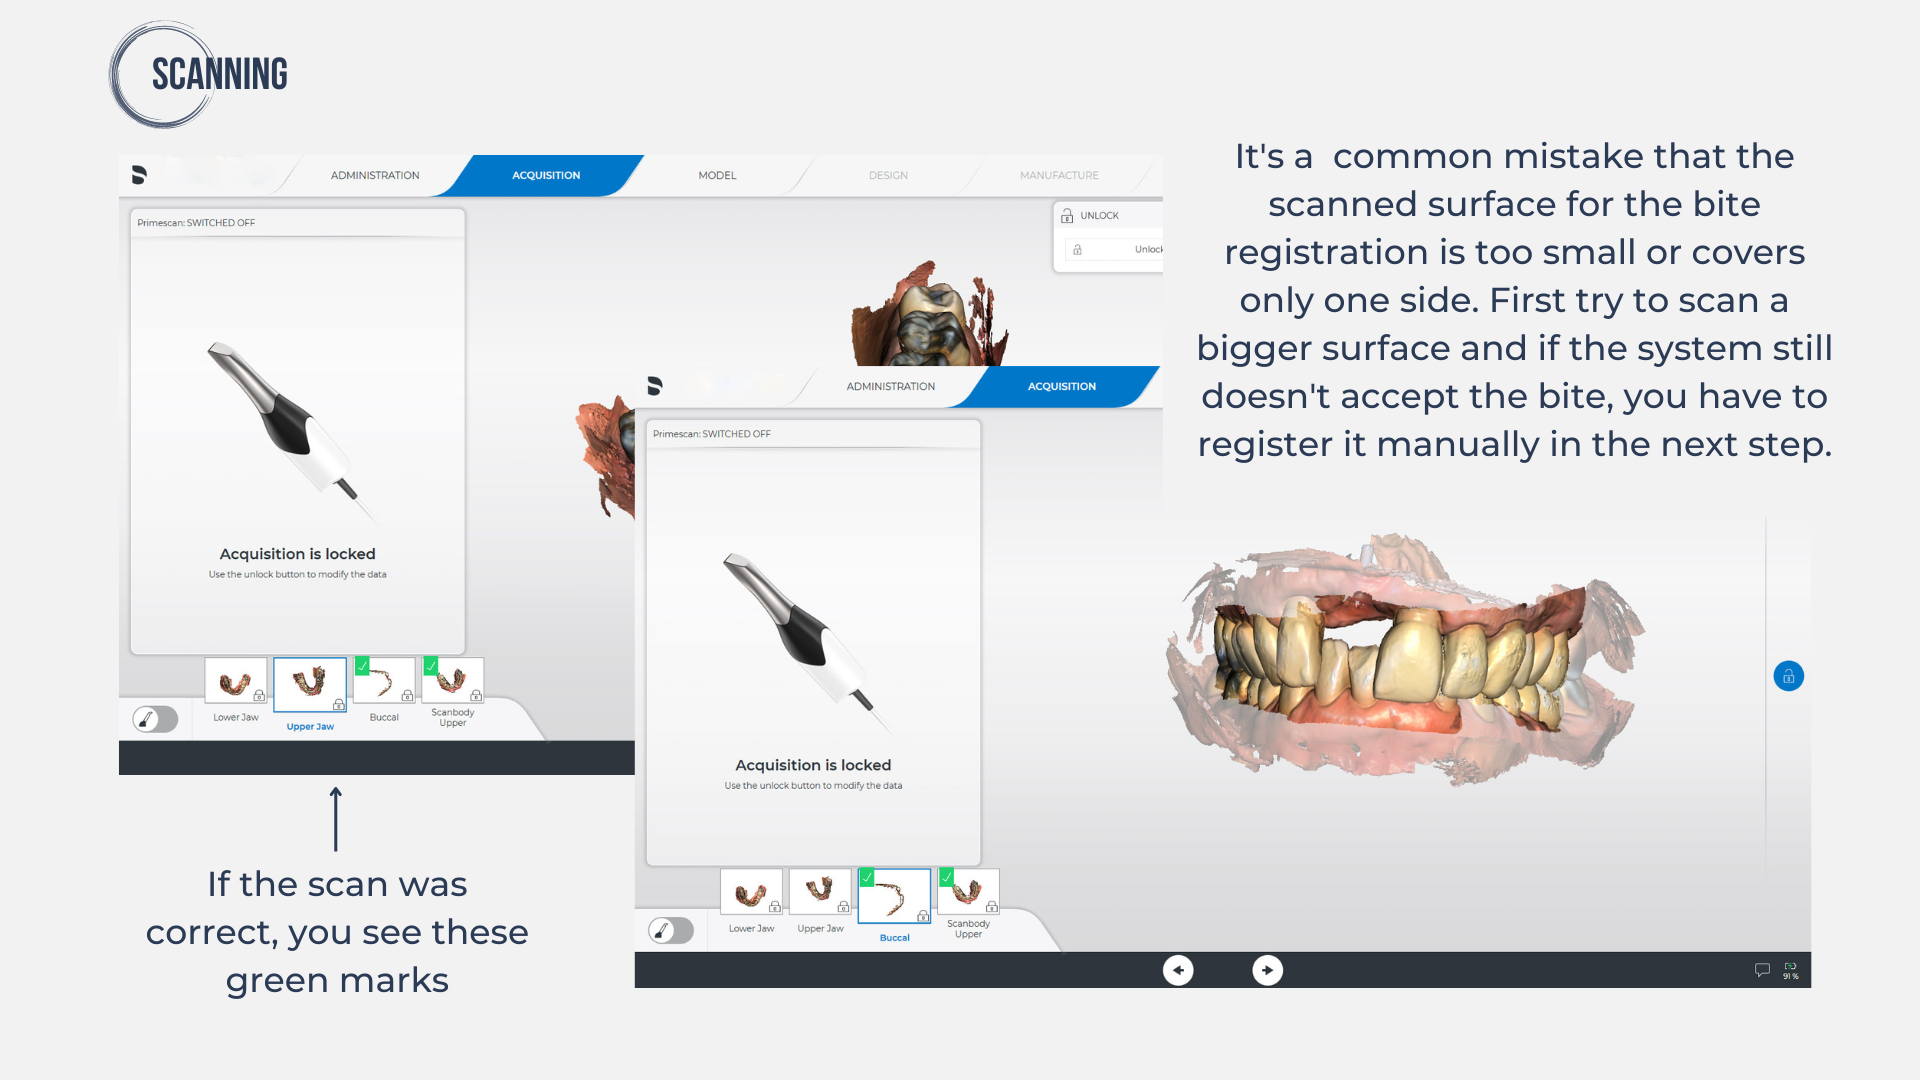 SCANNING
ADMINISTRATION
ACQUISITION
MODEL
DESIGN
MANUFACTURE
Primescan: SWITCHED OFF
UNLOCK
Unlock
Acquisition is locked
Use the unlock button to modify the data
Lower Jaw
Upper Jaw
Buccal
Scanbody
Upper
If the scan was
correct, you see these
green marks
It's a  common mistake that the
scanned surface for the bite
registration is too small or covers
only one side. First try to scan a
bigger surface and if the system still
doesn't accept the bite, you have to
register it manually in the next step.
ADMINISTRATION
ACQUISITION
Primescan: SWITCHED OFF
Acquisition is locked
Use the unlock button to modify the data
Lower Jaw
Upper Jaw
Buccal
Scanbody
Upper
91 %